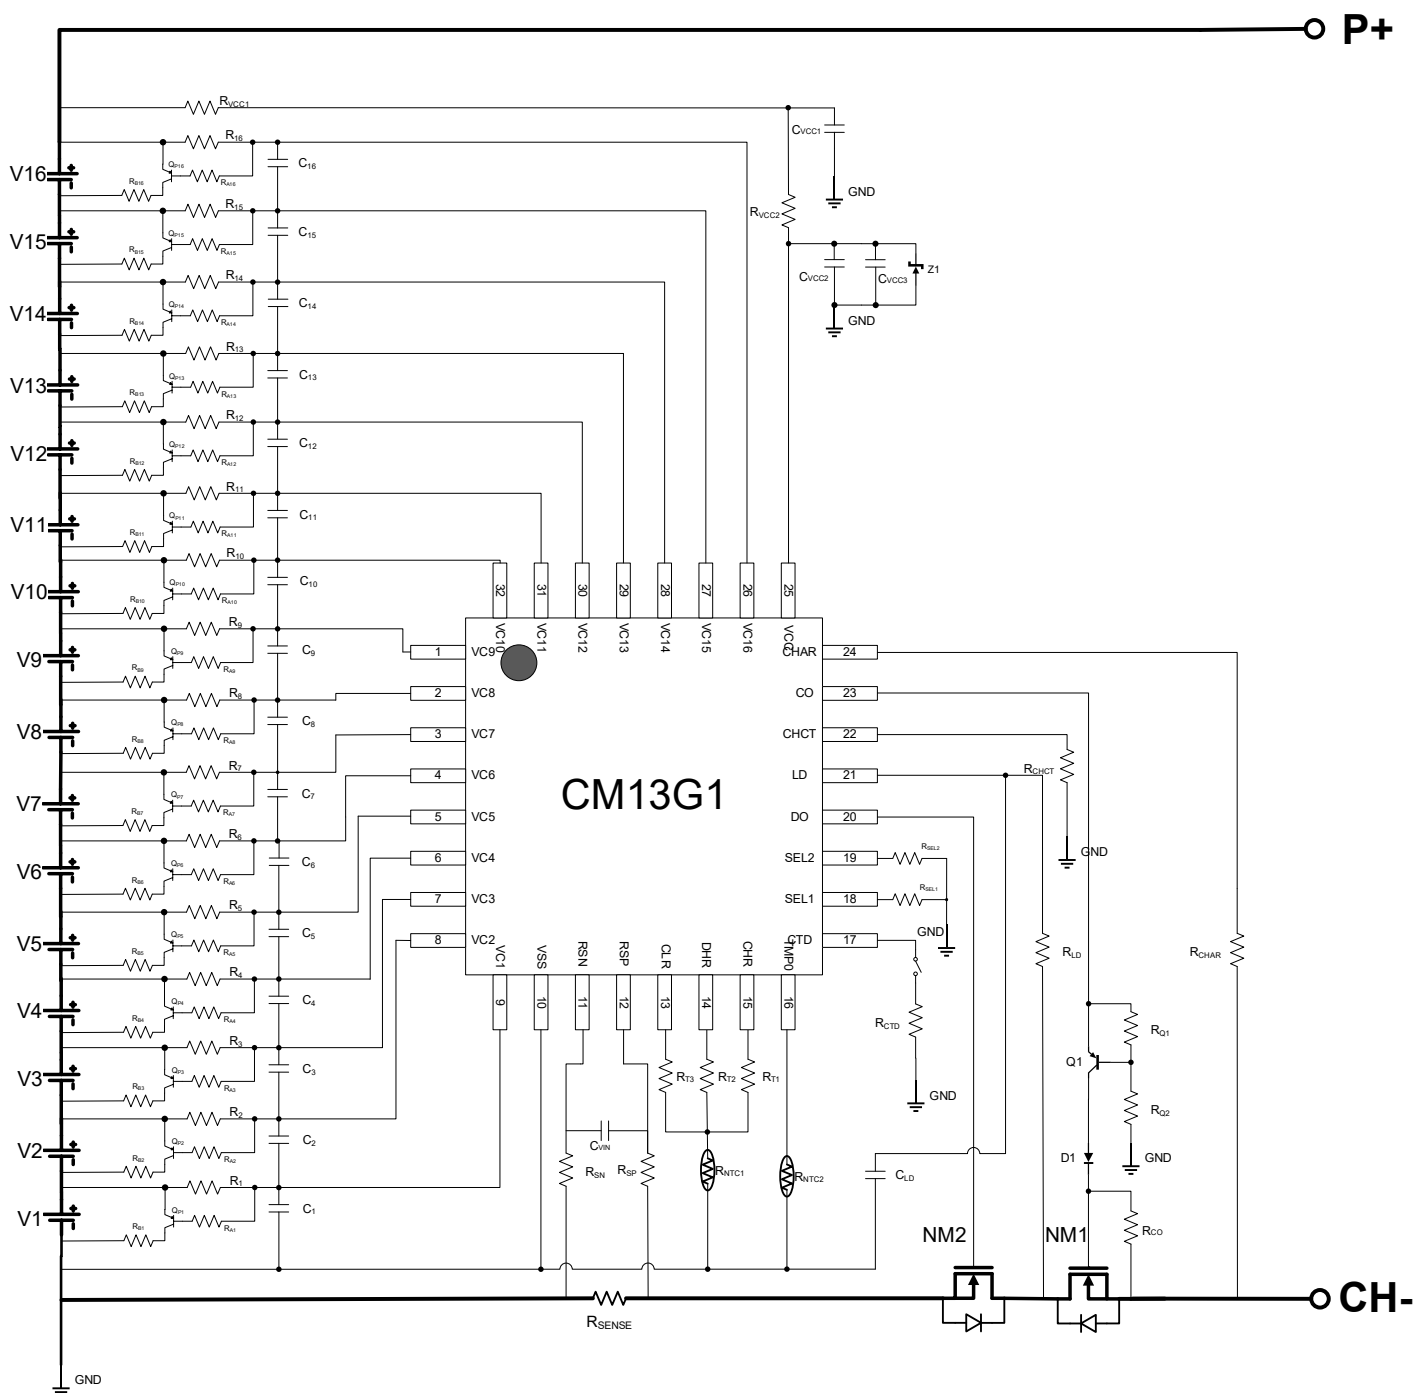 P+
RVCC1
CVCC1
GND
RVCC2
CVCC2
CVCC3
Z1
GND
V16
R16
QP16
RB16
RA16
C16
V15
R15
QP15
RB15
RA15
C15
V14
R14
QP14
RB14
RA14
C14
V13
R13
QP13
RB13
RA13
C13
V12
R12
QP12
RB12
RA12
C12
V11
R11
QP11
RB11
RA11
C11
V10
R10
QP10
RB10
RA10
C10
V9
R9
QP9
RB9
RA9
C9
V8
R8
QP8
RB8
RA8
C8
V7
R7
QP7
RB7
RA7
C7
V6
R6
QP6
RB6
RA6
C6
V5
R5
QP5
RB5
RA5
C5
V4
R4
QP4
RB4
RA4
C4
V3
R3
QP3
RB3
RA3
C3
V2
R2
QP2
RB2
RA2
C2
V1
R1
QP1
RB1
RA1
C1
32 31 30 29 28 27 26 25
VC10 VC11 VC12 VC13 VC14 VC15 VC16 VCC
1 VC9
2 VC8
3 VC7
4 VC6
5 VC5
6 VC4
7 VC3
8 VC2
CM13G1
CHAR 24
CO 23
CHCT 22
LD 21
DO 20
SEL2 19
SEL1 18
CTD 17
VC1 VSS RSN RSP CLR DHR CHR TMP0
9 10 11 12 13 14 15 16
RCHCT
GND
RSEL2
RSEL1
GND
RLD
RCHAR
RCTD
GND
RT3
RT2
RT1
CVIN
RSN
RSP
RNTC1
RNTC2
CLD
RQ1
Q1
RQ2
GND
D1
RCO
NM2
NM1
RSENSE
CH-
GND